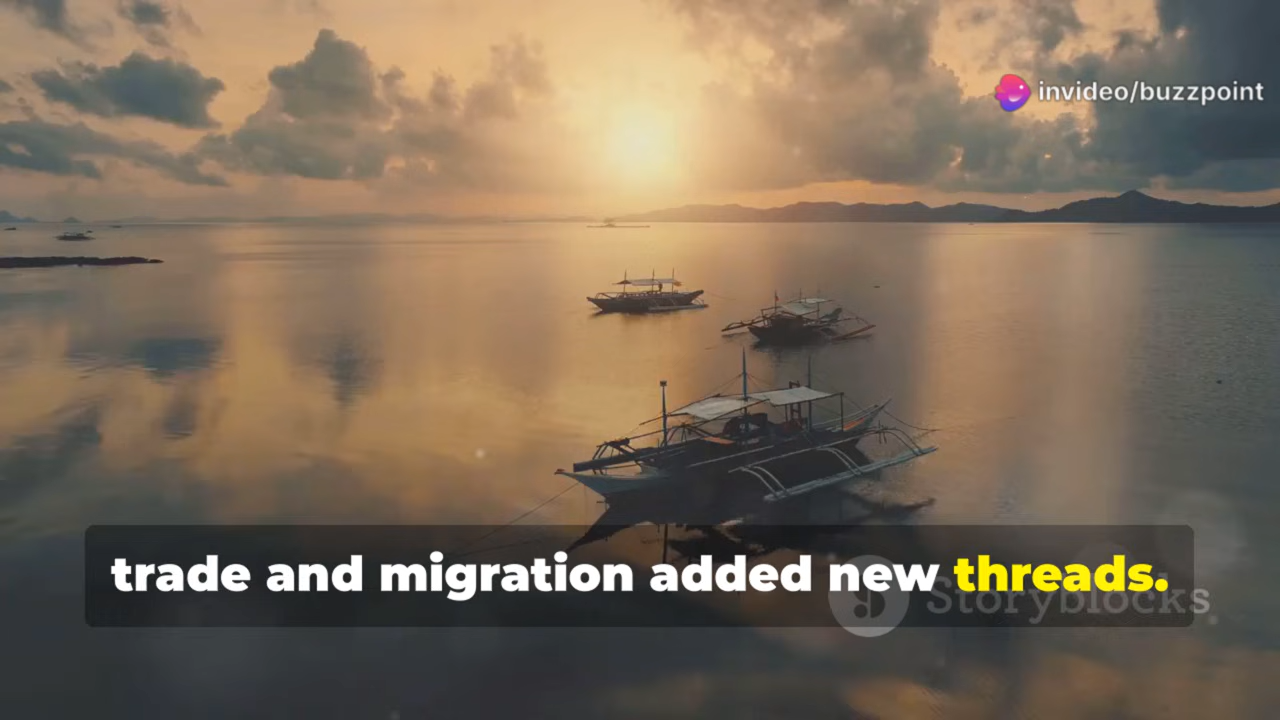 invideo/buzzpoint
trade and migration added new threads.
Storyblocks